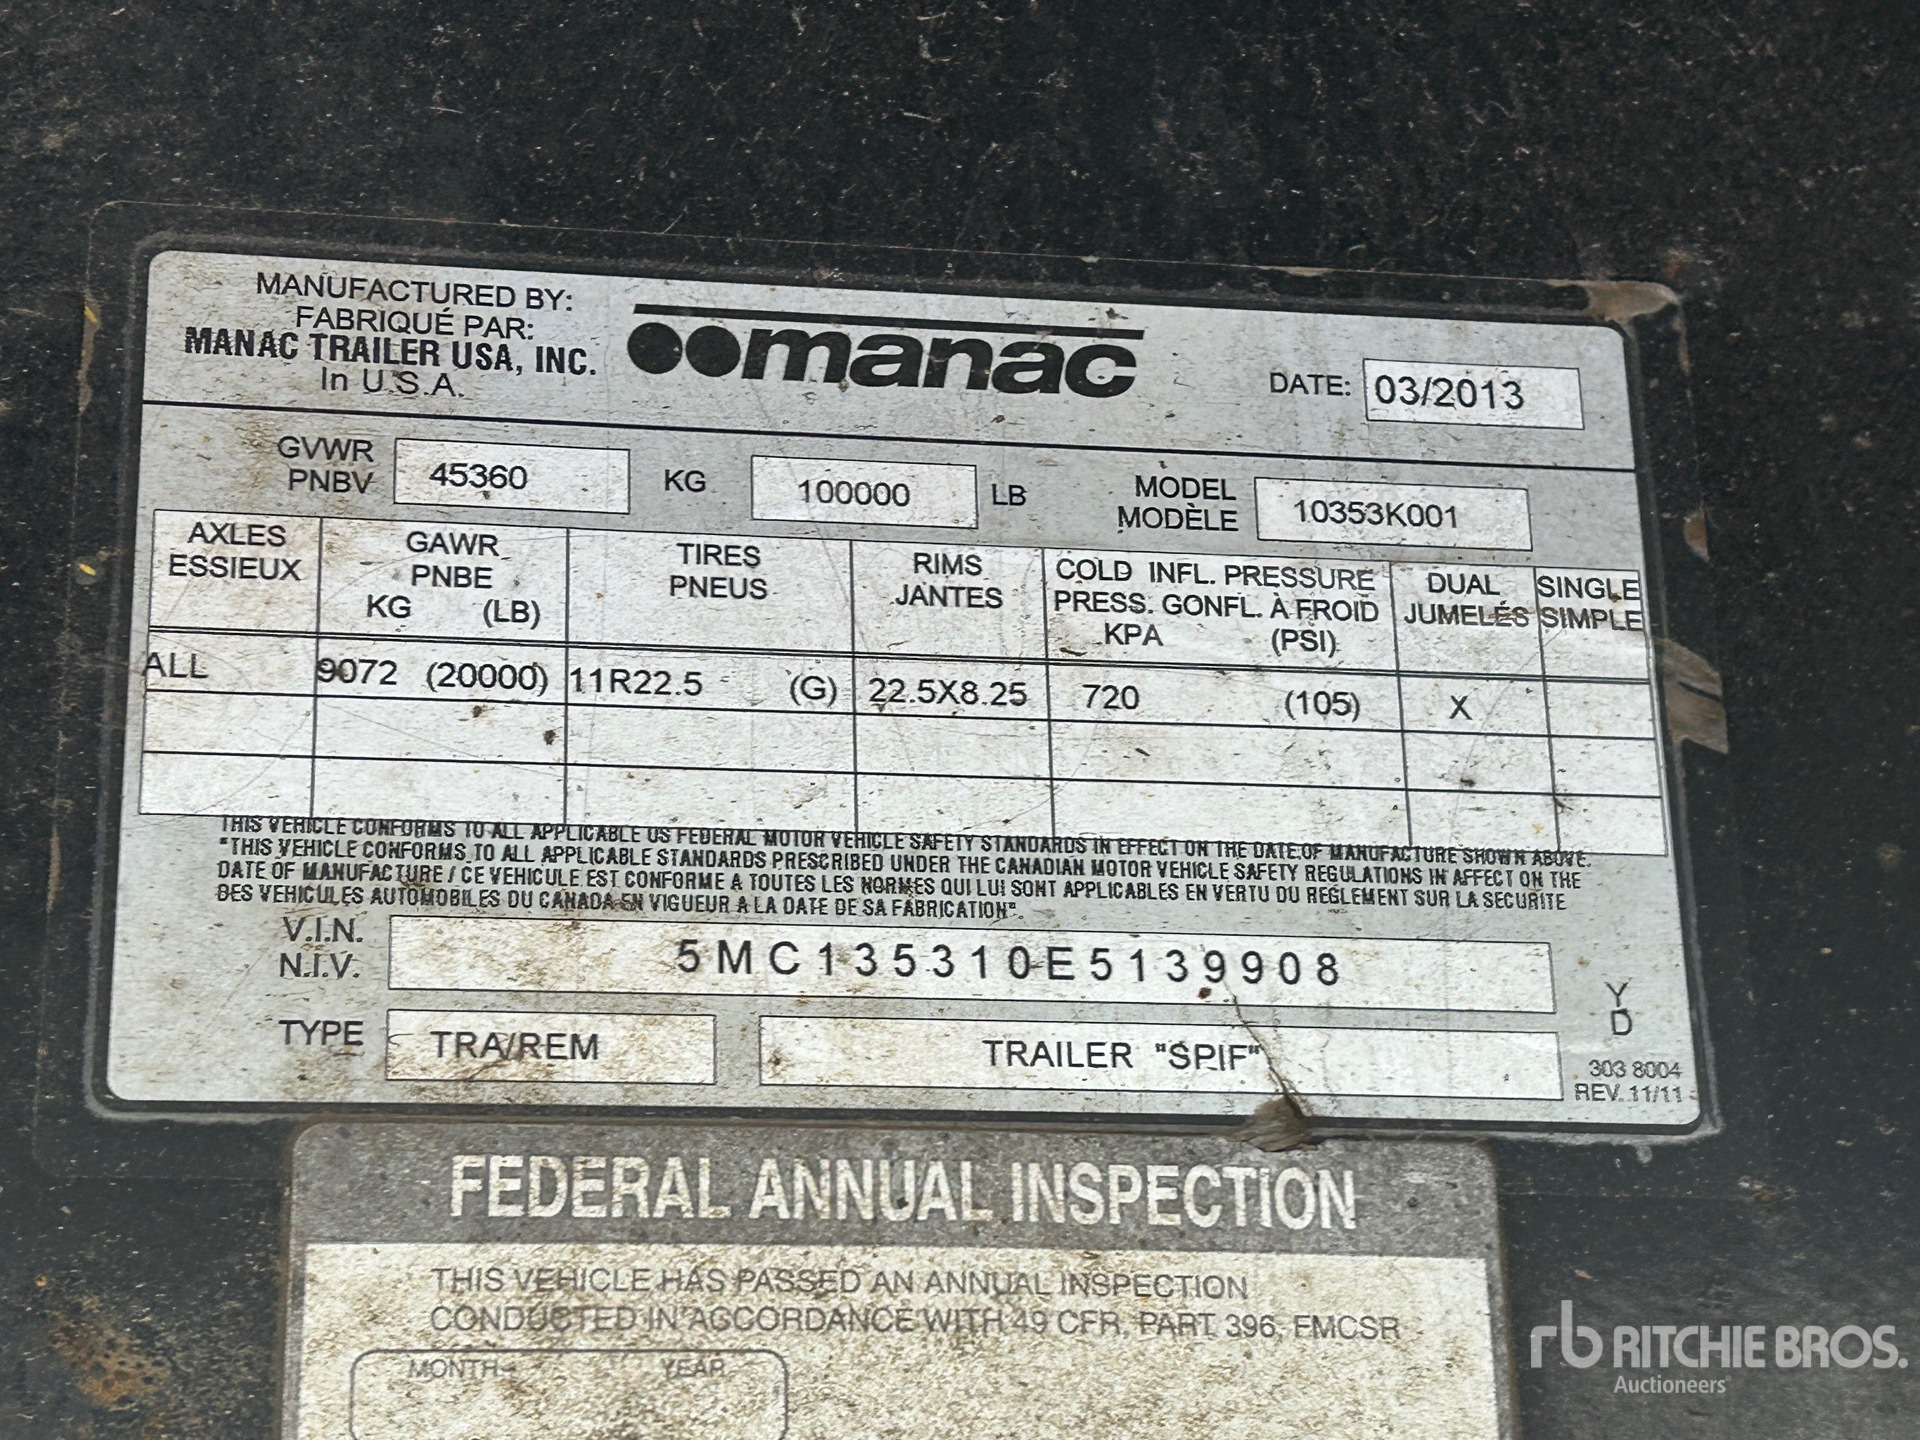 MANUFACTURED BY:
FABRIQUÉ PAR:
MANAC TRAILER USA, INC.
In U.S.A.
manac
DATE: 03/2013
GVWR
PNBV
45360 KG 100000 LB
MODEL
MODÈLE
10353K001
AXLES
ESSIEUX
GAWR
PNBE
KG (LB)
TIRES
PNEUS
RIMS
JANTES
COLD INFL. PRESSURE
PRESS. GONFL. À FROID
KPA (PSI)
DUAL
JUMELÉS
SINGLE
SIMPLE
ALL 9072 (20000) 11R22.5 (G) 22.5X8.25 720 (105) X
THIS VEHICLE CONFORMS TO ALL APPLICABLE US FEDERAL MOTOR VEHICLE SAFETY STANDARDS IN EFFECT ON THE DATE OF MANUFACTURE SHOWN ABOVE.
"THIS VEHICLE CONFORMS TO ALL APPLICABLE STANDARDS PRESCRIBED UNDER THE CANADIAN MOTOR VEHICLE SAFETY REGULATIONS IN AFFECT ON THE
DATE OF MANUFACTURE / CE VEHICULE EST CONFORME A TOUTES LES NORMES QUI LUI SONT APPLICABLES EN VERTU DU REGLEMENT SUR LA SECURITE
DES VEHICULES AUTOMOBILES DU CANADA EN VIGUEUR A LA DATE DE SA FABRICATION".
V.I.N.
N.I.V.
5MC135310E5139908
TYPE TRA/REM TRAILER "SPIF"
Y
D
303 8004
REV. 11/11
FEDERAL ANNUAL INSPECTION
THIS VEHICLE HAS PASSED AN ANNUAL INSPECTION
CONDUCTED IN ACCORDANCE WITH 49 CFR, PART 396, FMCSR
MONTH YEAR
rb RITCHIE BROS.
Auctioneers